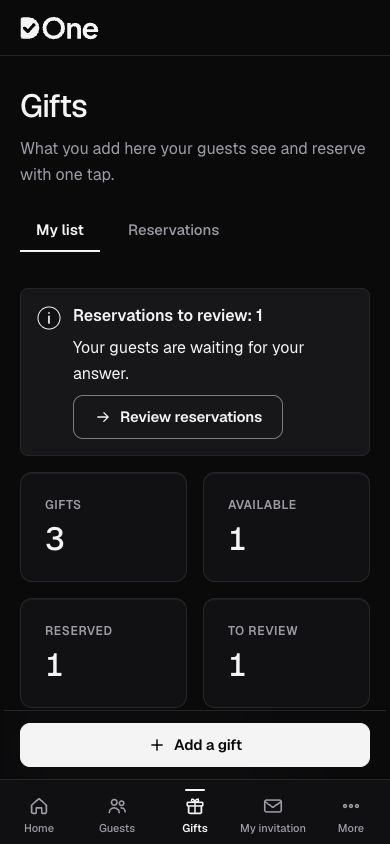 One
Gifts
What you add here your guests see and reserve
with one tap.
My list
Reservations
Reservations to review: 1
Your guests are waiting for your
answer.
→ Review reservations
GIFTS
3
AVAILABLE
1
RESERVED
1
TO REVIEW
1
+ Add a gift
Home
Guests
Gifts
My invitation
More